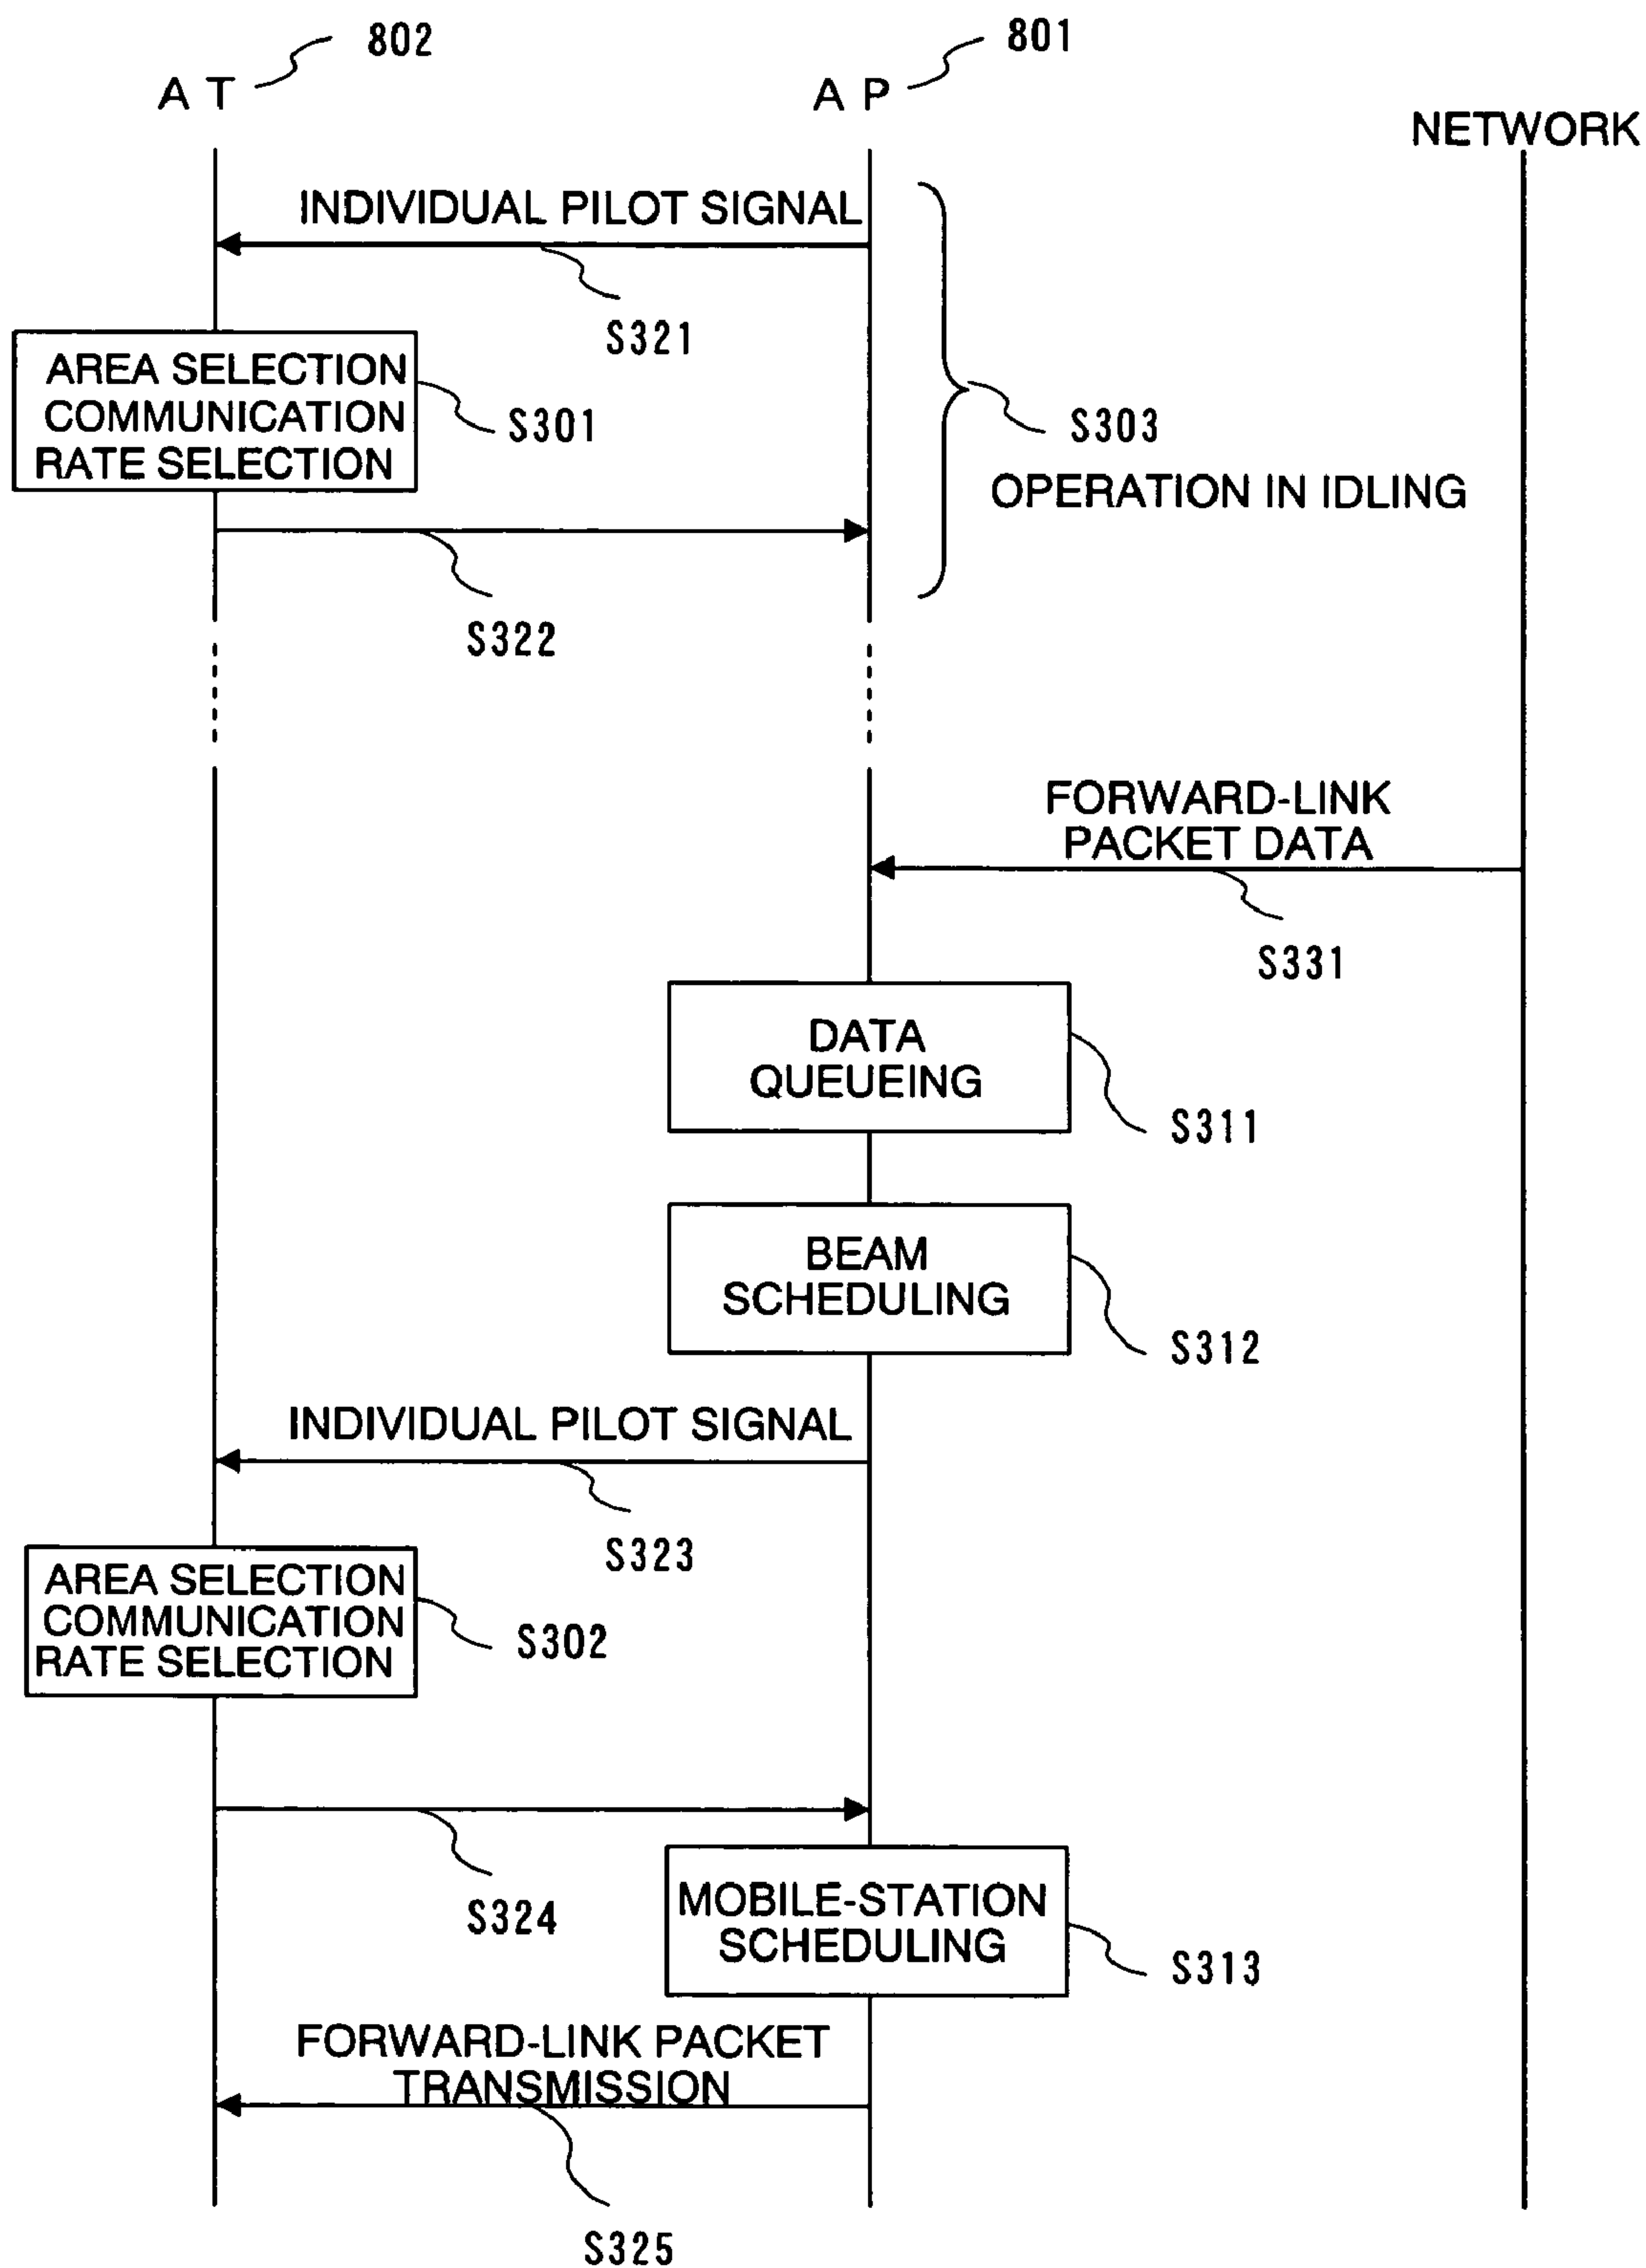 802
801
A T
A P
NETWORK
INDIVIDUAL PILOT SIGNAL
S321
AREA SELECTION
COMMUNICATION
RATE SELECTION
S301
S303
OPERATION IN IDLING
S322
FORWARD-LINK
PACKET DATA
S331
DATA
QUEUEING
S311
BEAM
SCHEDULING
S312
INDIVIDUAL PILOT SIGNAL
S323
AREA SELECTION
COMMUNICATION
RATE SELECTION
S302
S324
MOBILE-STATION
SCHEDULING
S313
FORWARD-LINK PACKET
TRANSMISSION
S325